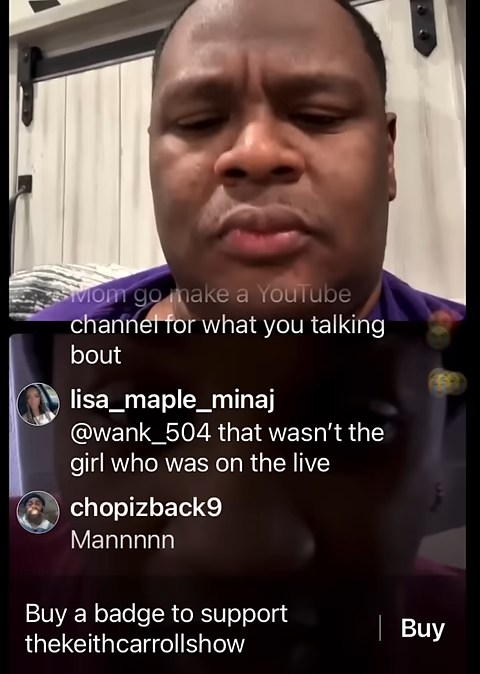 Mom go make a YouTube
channel for what you talking
bout
lisa_maple_minaj
@wank_504 that wasn't the
girl who was on the live
chopizback9
Mannnnn
Buy a badge to support
thekeithcarrollshow
Buy